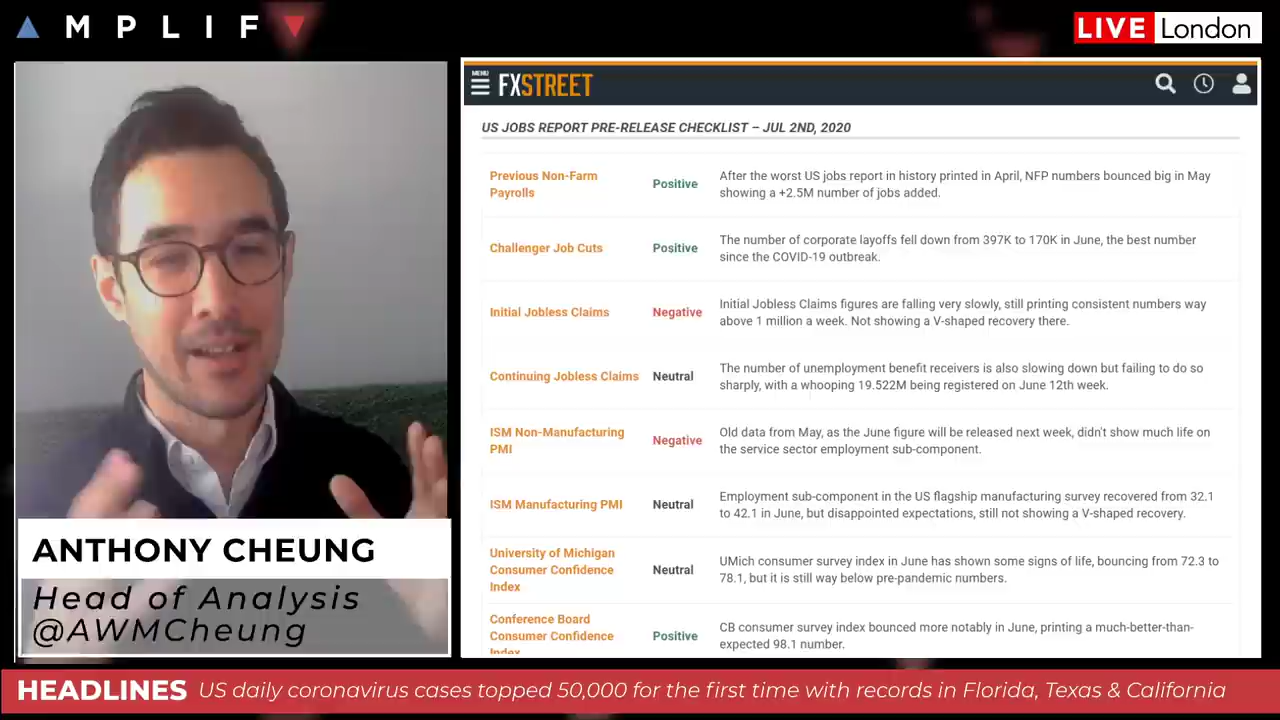 AMPLIFY
LIVE London
MENU
FXSTREET
US JOBS REPORT PRE-RELEASE CHECKLIST – JUL 2ND, 2020
Previous Non-Farm
Payrolls
Positive
After the worst US jobs report in history printed in April, NFP numbers bounced big in May
showing a +2.5M number of jobs added.
Challenger Job Cuts
Positive
The number of corporate layoffs fell down from 397K to 170K in June, the best number
since the COVID-19 outbreak.
Initial Jobless Claims
Negative
Initial Jobless Claims figures are falling very slowly, still printing consistent numbers way
above 1 million a week. Not showing a V-shaped recovery there.
Continuing Jobless Claims
Neutral
The number of unemployment benefit receivers is also slowing down but failing to do so
sharply, with a whooping 19.522M being registered on June 12th week.
ISM Non-Manufacturing
PMI
Negative
Old data from May, as the June figure will be released next week, didn't show much life on
the service sector employment sub-component.
ISM Manufacturing PMI
Neutral
Employment sub-component in the US flagship manufacturing survey recovered from 32.1
to 42.1 in June, but disappointed expectations, still not showing a V-shaped recovery.
University of Michigan
Consumer Confidence
Index
Neutral
UMich consumer survey index in June has shown some signs of life, bouncing from 72.3 to
78.1, but it is still way below pre-pandemic numbers.
Conference Board
Consumer Confidence
Index
Positive
CB consumer survey index bounced more notably in June, printing a much-better-than-
expected 98.1 number.
ANTHONY CHEUNG
Head of Analysis
@AWMCheung
HEADLINES US daily coronavirus cases topped 50,000 for the first time with records in Florida, Texas & California